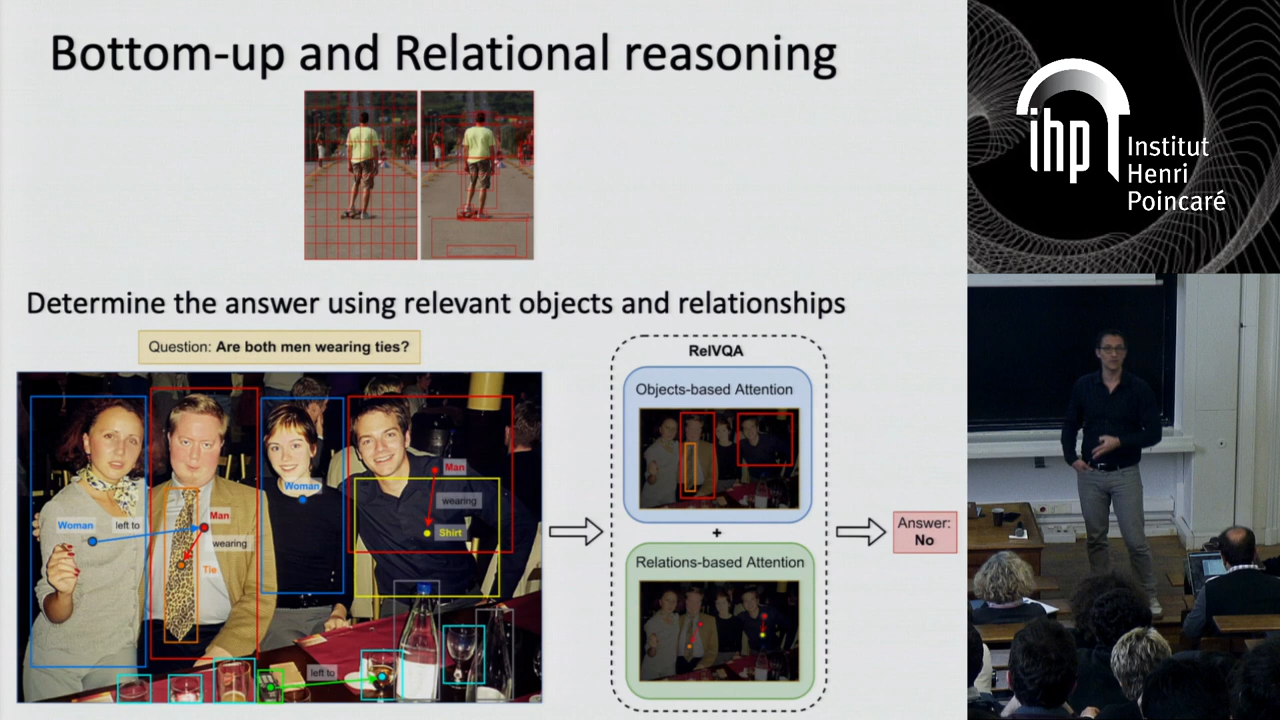 Bottom-up and Relational reasoning
Determine the answer using relevant objects and relationships
Question: Are both men wearing ties?
Woman
left to
Man
wearing
Tie
Woman
Man
wearing
Shirt
left to
RelVQA
Objects-based Attention
+
Relations-based Attention
Answer:
No
ihp
Institut
Henri
Poincaré